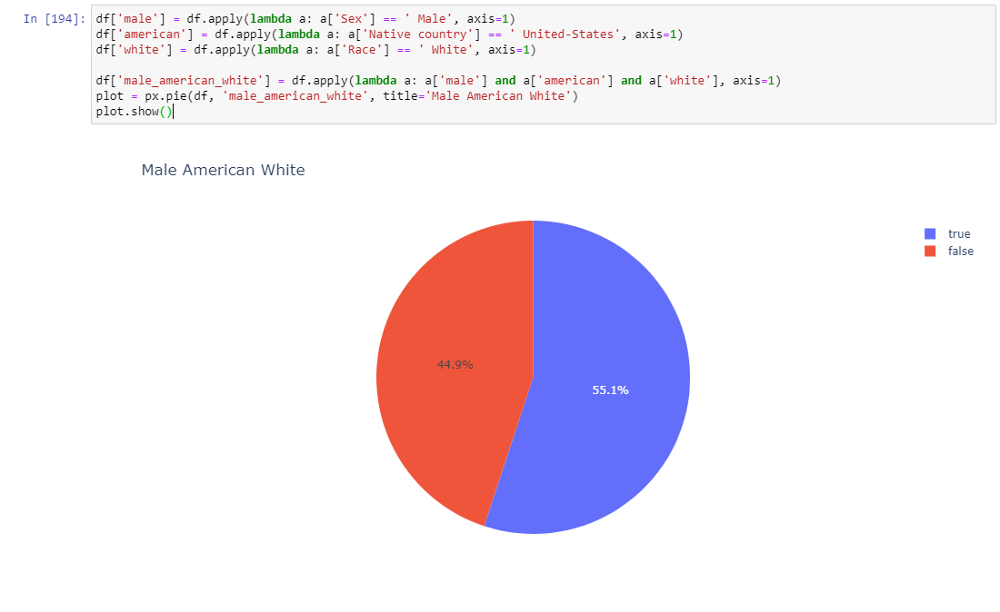 In [194]: df['male'] = df.apply(lambda a: a['Sex'] == ' Male', axis=1)
df['american'] = df.apply(lambda a: a['Native country'] == ' United-States', axis=1)
df['white'] = df.apply(lambda a: a['Race'] == ' White', axis=1)
df['male_american_white'] = df.apply(lambda a: a['male'] and a['american'] and a['white'], axis=1)
plot = px.pie(df, 'male_american_white', title='Male American White')
plot.show()
Male American White
true
false
44.9%
55.1%